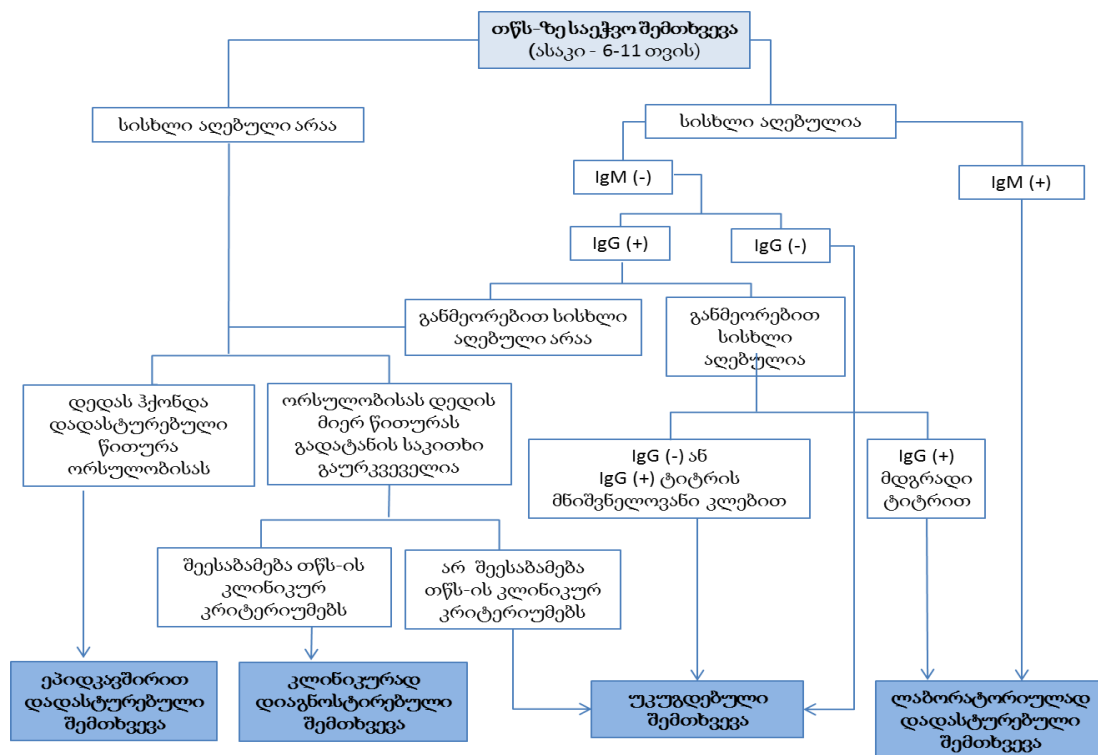 თწს-ზე საეჭვო შემთხვევა
(ასაკი - 6-11 თვის)
სისხლი აღებული არაა
სისხლი აღებულია
IgM (-)
IgM (+)
IgG (+)
IgG (-)
განმეორებით სისხლი
აღებული არაა
განმეორებით
სისხლი
აღებულია
დედას ჰქონდა
დადასტურებული
წითურა
ორსულობისას
ორსულობისას დედის
მიერ წითურას
გადატანის საკითხი
გაურკვეველია
IgG (-) ან
IgG (+) ტიტრის
მნიშვნელოვანი კლებით
IgG (+)
მდგრადი
ტიტრით
შეესაბამება თწს-ის
კლინიკურ
კრიტერიუმებს
არ შეესაბამება
თწს-ის კლინიკურ
კრიტერიუმებს
ეპიდკავშირით
დადასტურებული
შემთხვევა
კლინიკურად
დიაგნოსტირებული
შემთხვევა
უკუგდებული
შემთხვევა
ლაბორატორიულად
დადასტურებული
შემთხვევა